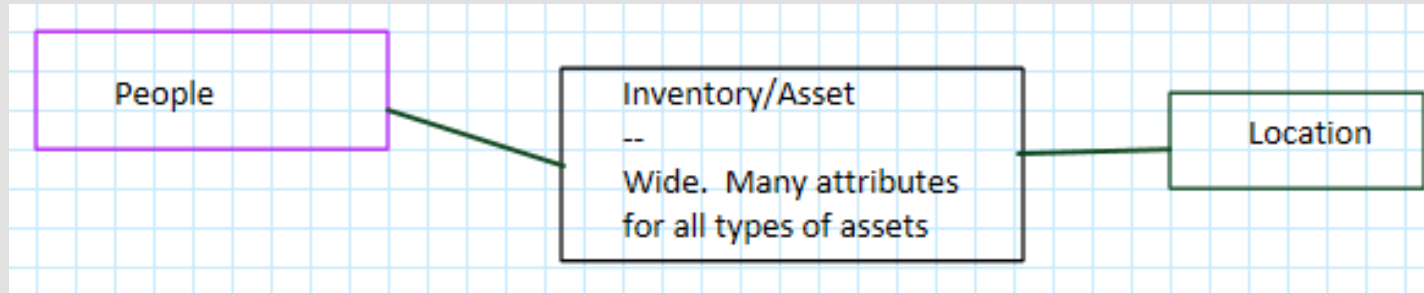 People
Inventory/Asset
--
Wide.  Many attributes
for all types of assets
Location